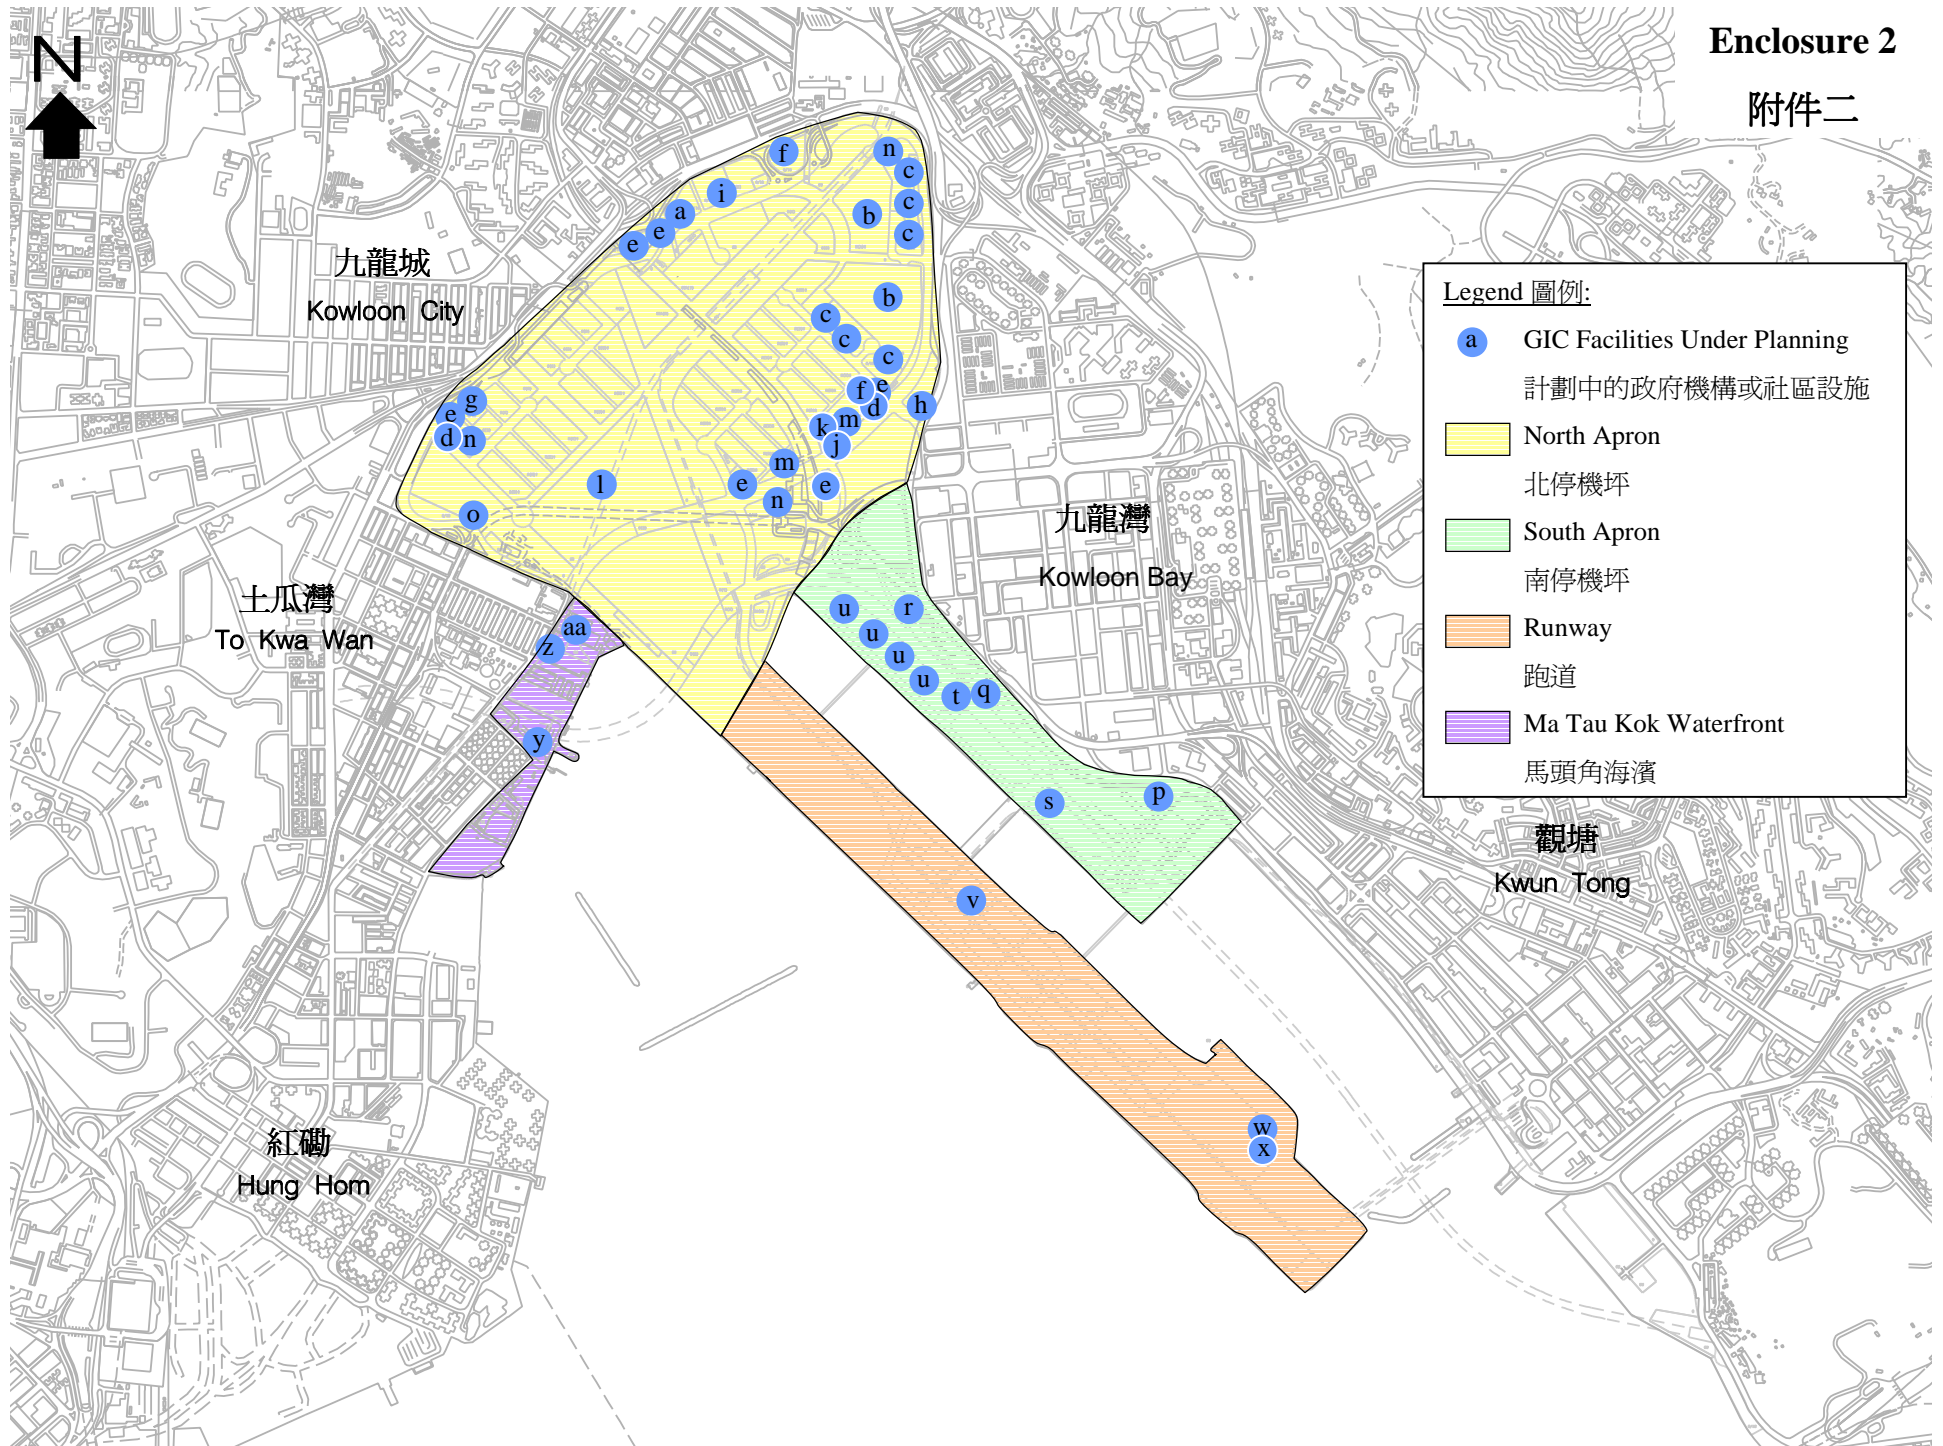 Enclosure 2
附件二
N
f
n
c
i
c
a
b
e
c
e
九龍城
Kowloon City
b
c
c
c
e
f
d
h
g
e
m
k
d
n
j
m
l
e
e
n
o
九龍灣
Kowloon Bay
土瓜灣
To Kwa Wan
u
r
aa
u
z
u
u
t
q
y
p
s
觀塘
Kwun Tong
v
w
x
紅磡
Hung Hom
Legend 圖例:
a GIC Facilities Under Planning
計劃中的政府機構或社區設施
North Apron
北停機坪
South Apron
南停機坪
Runway
跑道
Ma Tau Kok Waterfront
馬頭角海濱